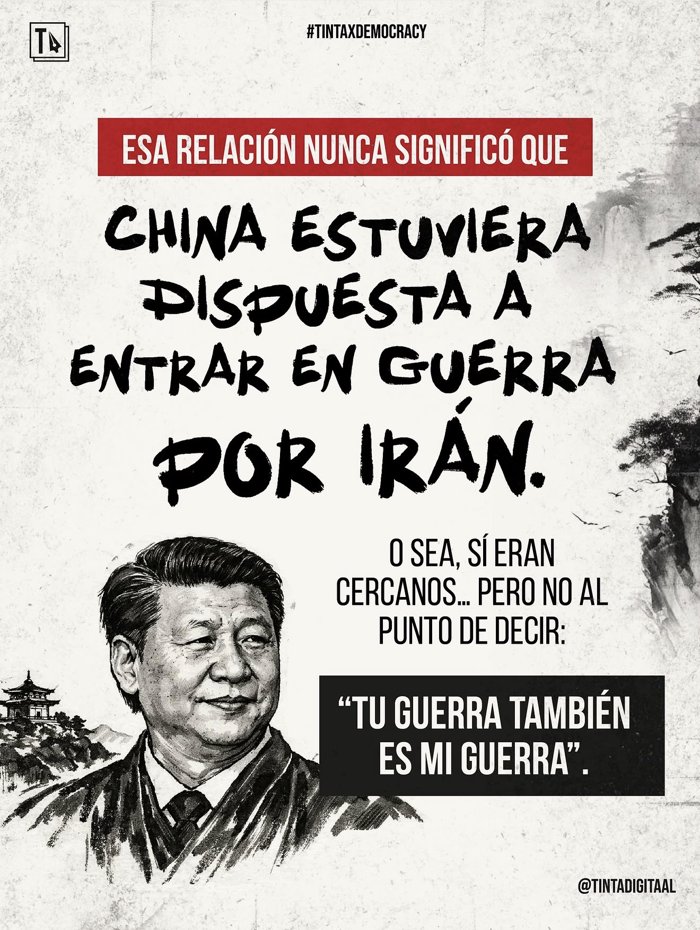 T
#TINTAXDEMOCRACY
ESA RELACIÓN NUNCA SIGNIFICÓ QUE
CHINA ESTUVIERA
DISPUESTA A
ENTRAR EN GUERRA
POR IRÁN.
O SEA, SÍ ERAN
CERCANOS... PERO NO AL
PUNTO DE DECIR:
“TU GUERRA TAMBIÉN
ES MI GUERRA”.
@TINTADIGITAAL